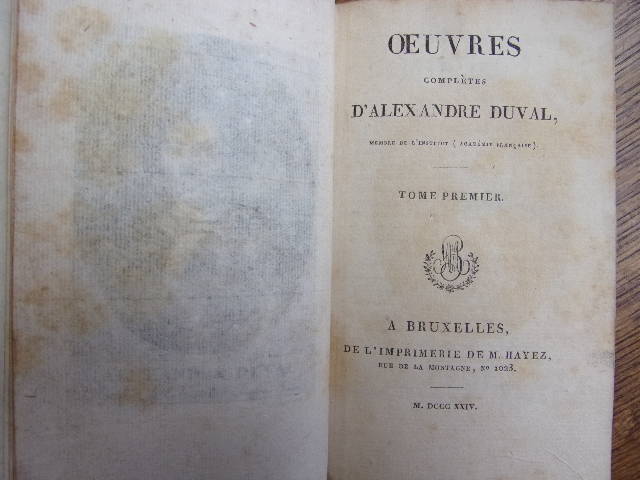 ŒUVRES
COMPLÈTES
D'ALEXANDRE DUVAL,
MEMBRE DE L'INSTITUT (ACADÉMIE FRANÇAISE).
TOME PREMIER.
A BRUXELLES,
DE L'IMPRIMERIE DE M. HAYEZ,
RUE DE LA MONTAGNE, Nº 1023.
M. DCCC XXIV.